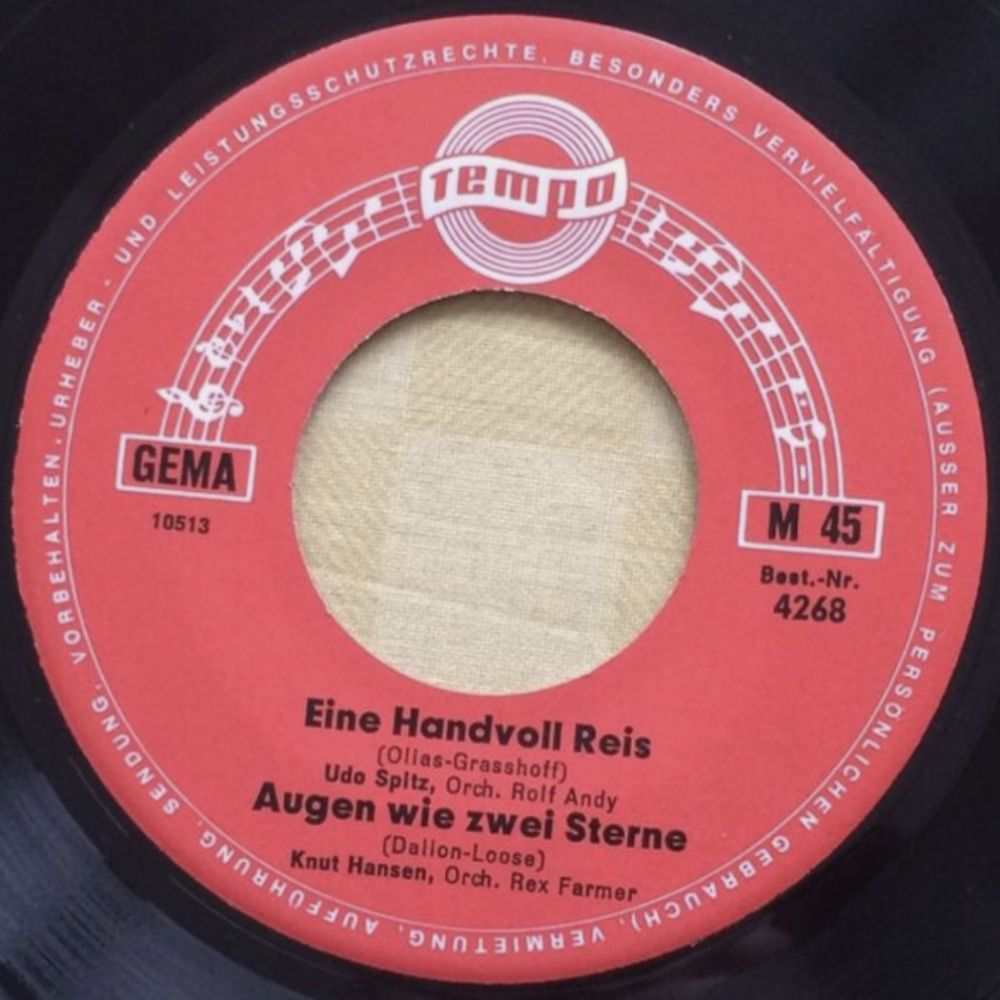 URHEBER- UND LEISTUNGSSCHUTZRECHTE, BESONDERS VERVIELFÄLTIGUNG (AUSSER ZUM PERSÖNLICHEN GEBRAUCH), VERMIETUNG, AUFFÜHRUNG, SENDUNG, VORBEHALTEN.
TEMPO
GEMA
10513
M 45
Best.-Nr.
4268
Eine Handvoll Reis
(Olias-Grasshoff)
Udo Spitz, Orch. Rolf Andy
Augen wie zwei Sterne
(Dalion-Loose)
Knut Hansen, Orch. Rex Farmer